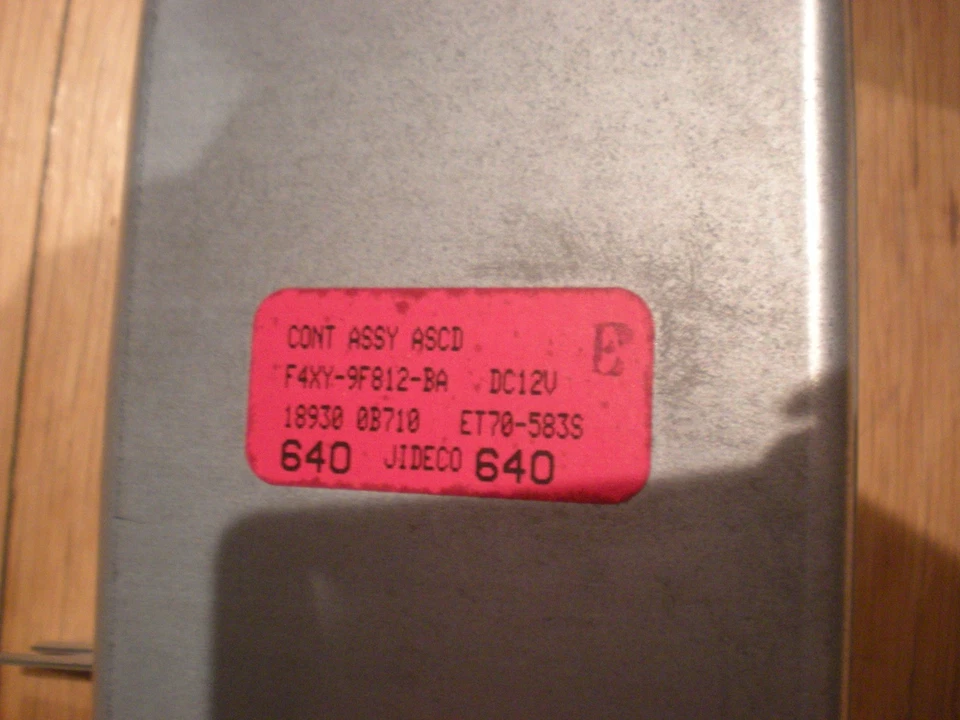 CONT ASSY ASCD E
F4XY-9F812-BA DC12V
18930 0B710 ET70-583S
640 JIDECO 640